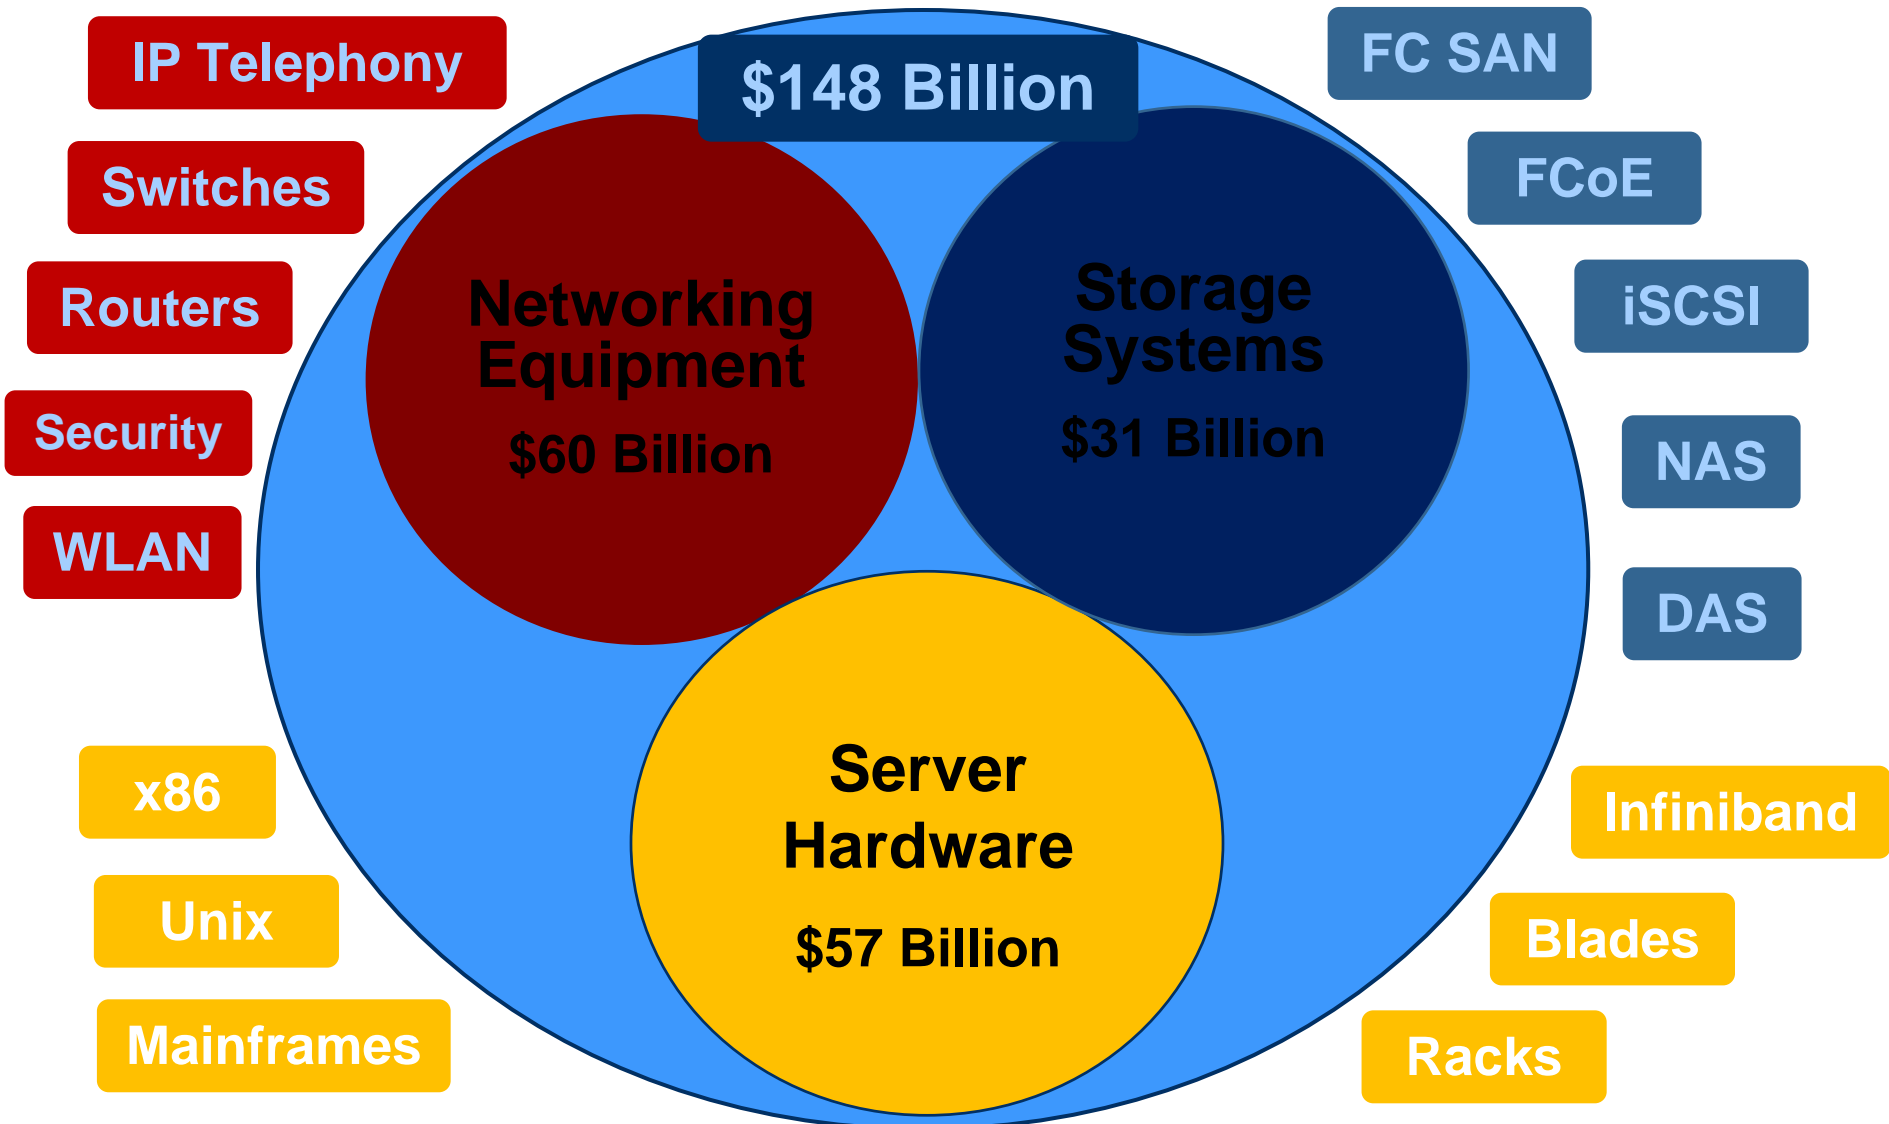 IP Telephony
$148 Billion
FC SAN
Switches
FCoE
Routers
Networking
Equipment
$60 Billion
Storage
Systems
$31 Billion
iSCSI
Security
NAS
WLAN
DAS
x86
Server
Hardware
$57 Billion
Infiniband
Unix
Blades
Mainframes
Racks